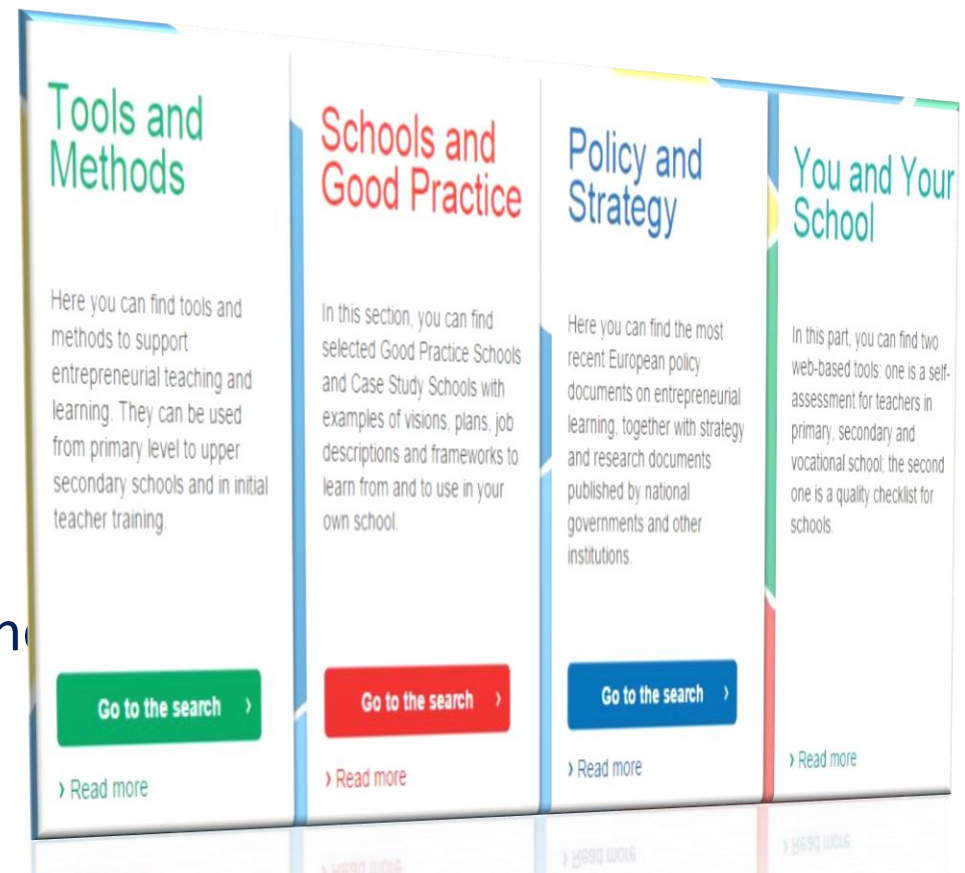 Tools and
Methods
Here you can find tools and
methods to support
entrepreneurial teaching and
learning. They can be used
from primary level to upper
secondary schools and in initial
teacher training.
Go to the search ›
› Read more
Schools and
Good Practice
In this section, you can find
selected Good Practice Schools
and Case Study Schools with
examples of visions, plans, job
descriptions and frameworks to
learn from and to use in your
own school.
Go to the search ›
› Read more
Policy and
Strategy
Here you can find the most
recent European policy
documents on entrepreneurial
learning, together with strategy
and research documents
published by national
governments and other
institutions.
Go to the search ›
› Read more
You and Your
School
In this part, you can find two
web-based tools: one is a self-
assessment for teachers in
primary, secondary and
vocational school; the second
one is a quality checklist for
schools.
› Read more